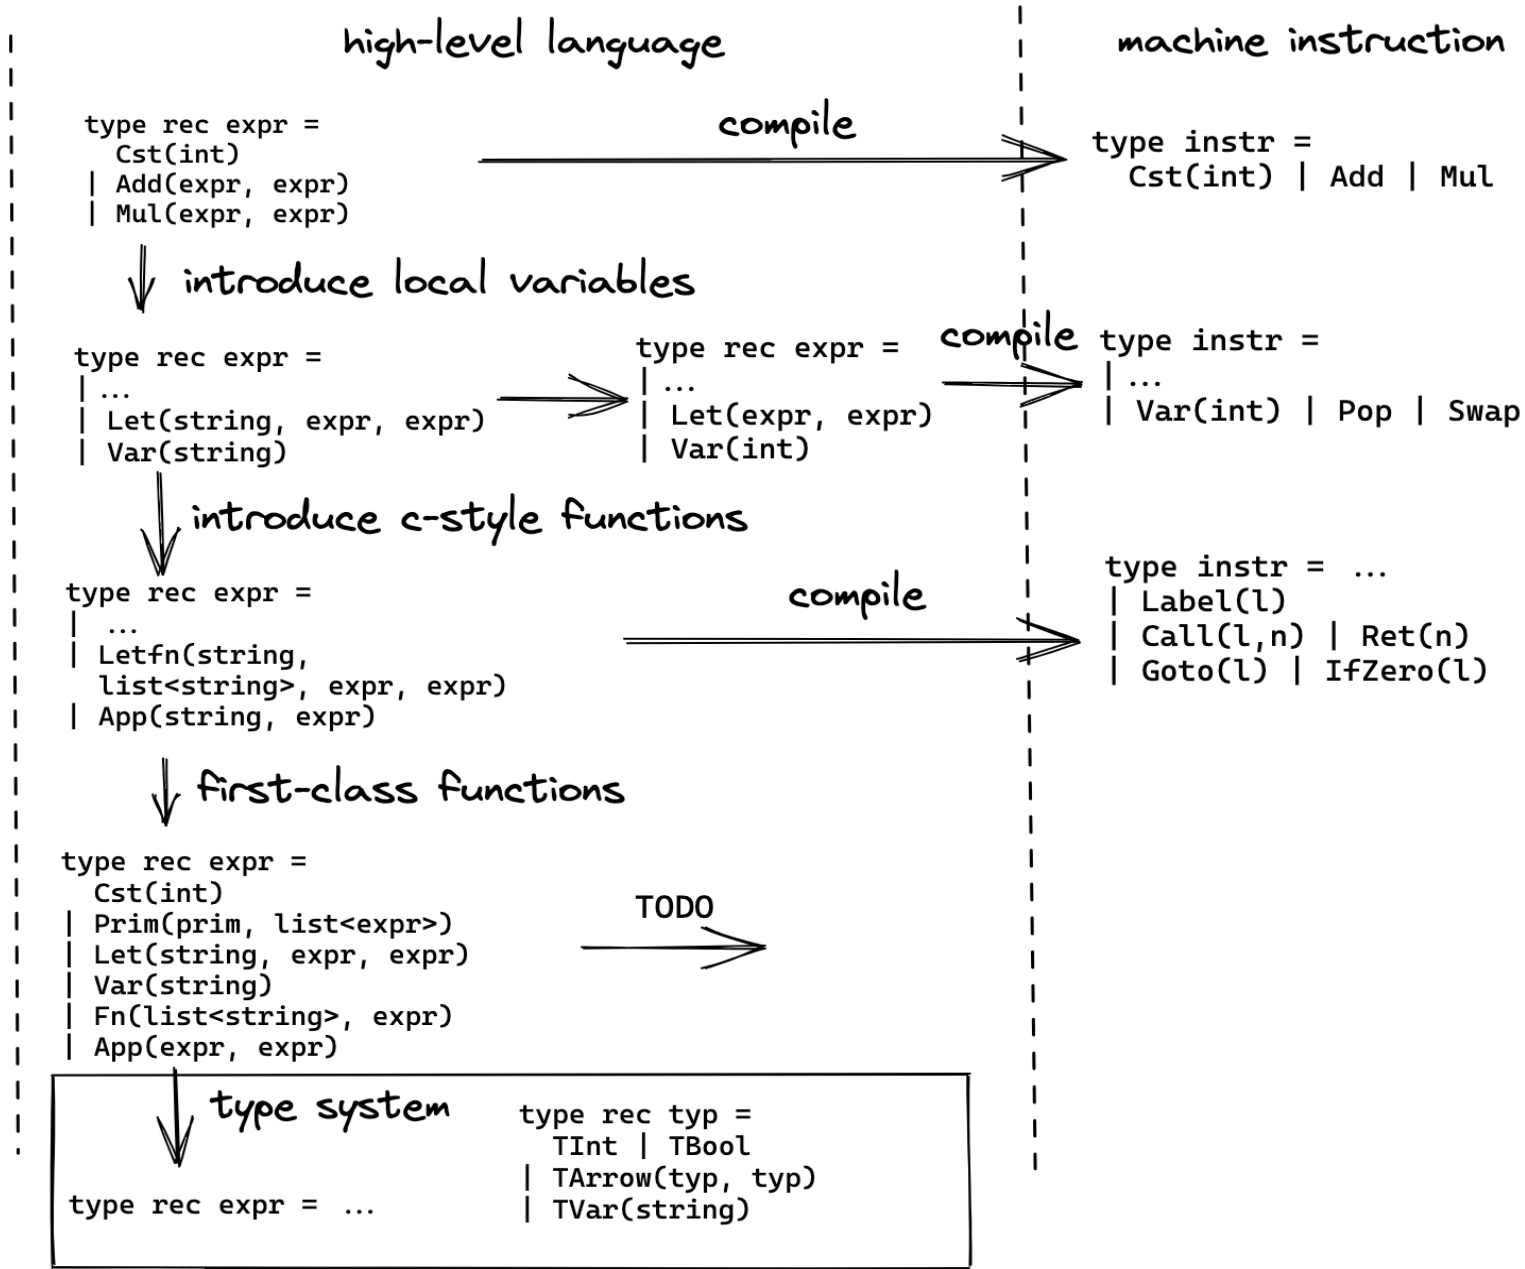 high-level language
machine instruction
type rec expr =
Cst(int)
| Add(expr, expr)
| Mul(expr, expr)
compile
type instr =
Cst(int) | Add | Mul
introduce local variables
type rec expr =
| ...
| Let(string, expr, expr)
| Var(string)
type rec expr =
| ...
| Let(expr, expr)
| Var(int)
compile
type instr =
| ...
| Var(int) | Pop | Swap
introduce c-style functions
type rec expr =
| ...
| Letfn(string,
list<string>, expr, expr)
| App(string, expr)
compile
type instr = ...
| Label(l)
| Call(l,n) | Ret(n)
| Goto(l) | IfZero(l)
first-class functions
type rec expr =
Cst(int)
| Prim(prim, list<expr>)
| Let(string, expr, expr)
| Var(string)
| Fn(list<string>, expr)
| App(expr, expr)
TODO
type system
type rec expr = ...
type rec typ =
TInt | TBool
| TArrow(typ, typ)
| TVar(string)